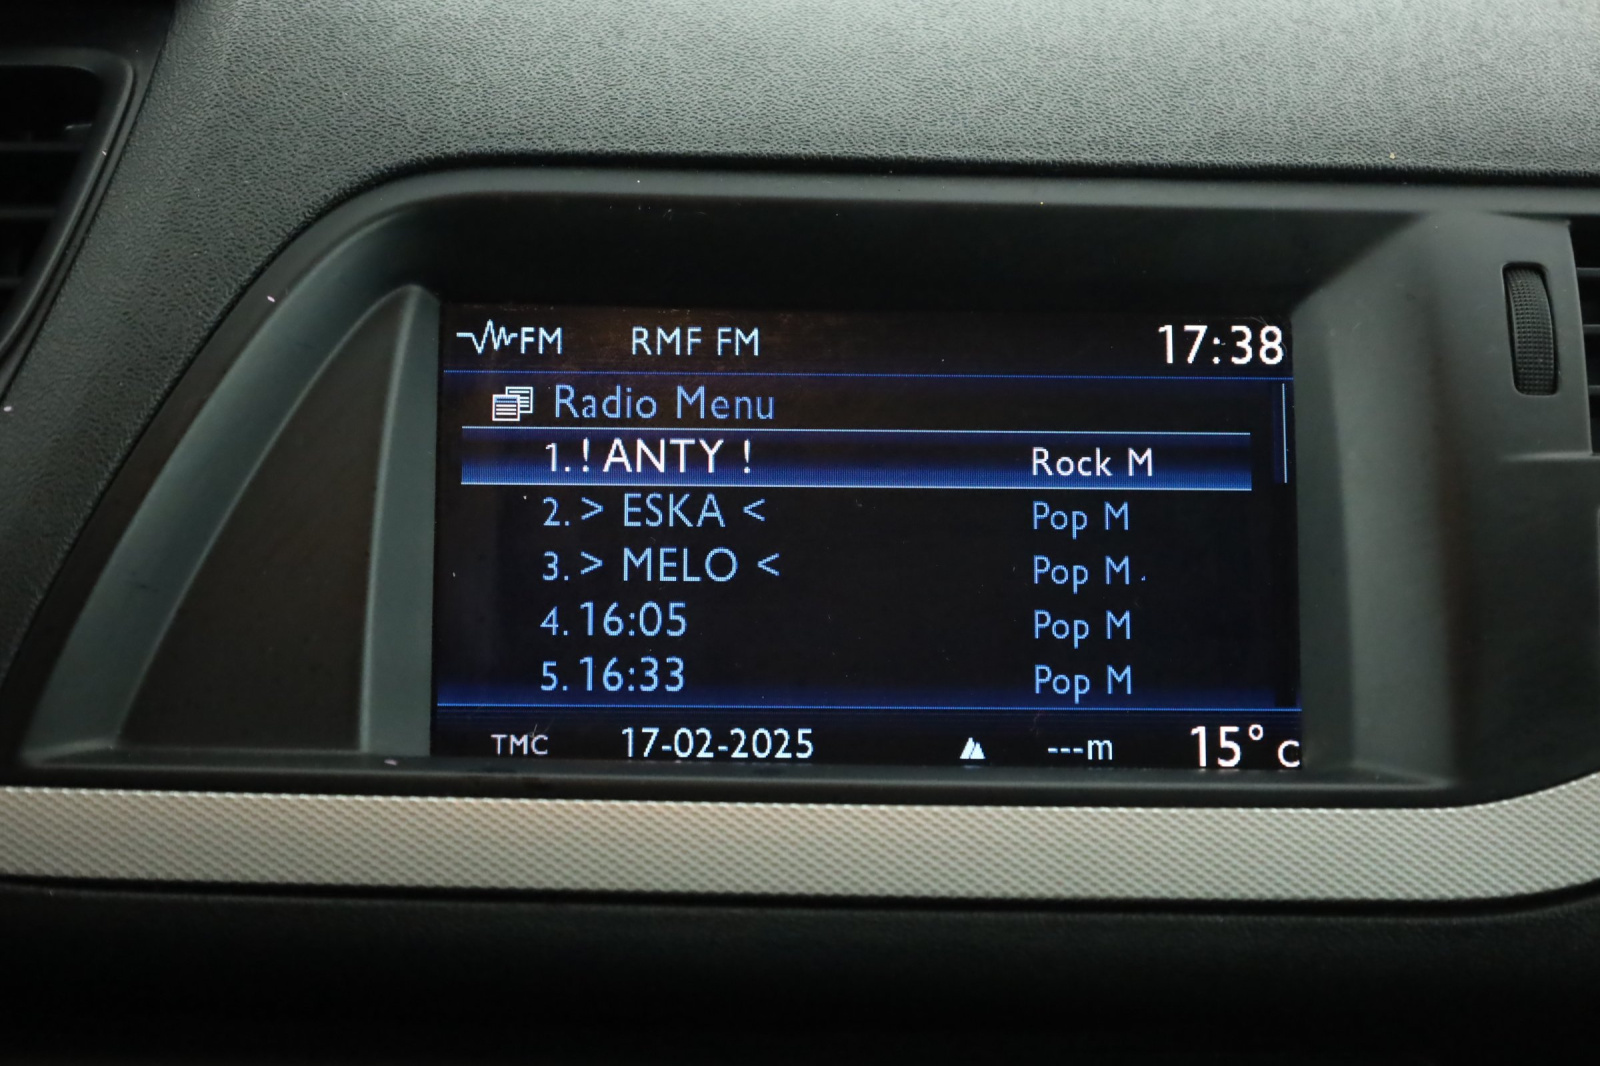 FM RMF FM 17:38
Radio Menu
1. ! ANTY ! Rock M
2. > ESKA < Pop M
3. > MELO < Pop M
4. 16:05 Pop M
5. 16:33 Pop M
TMC 17-02-2025 ---m 15° c